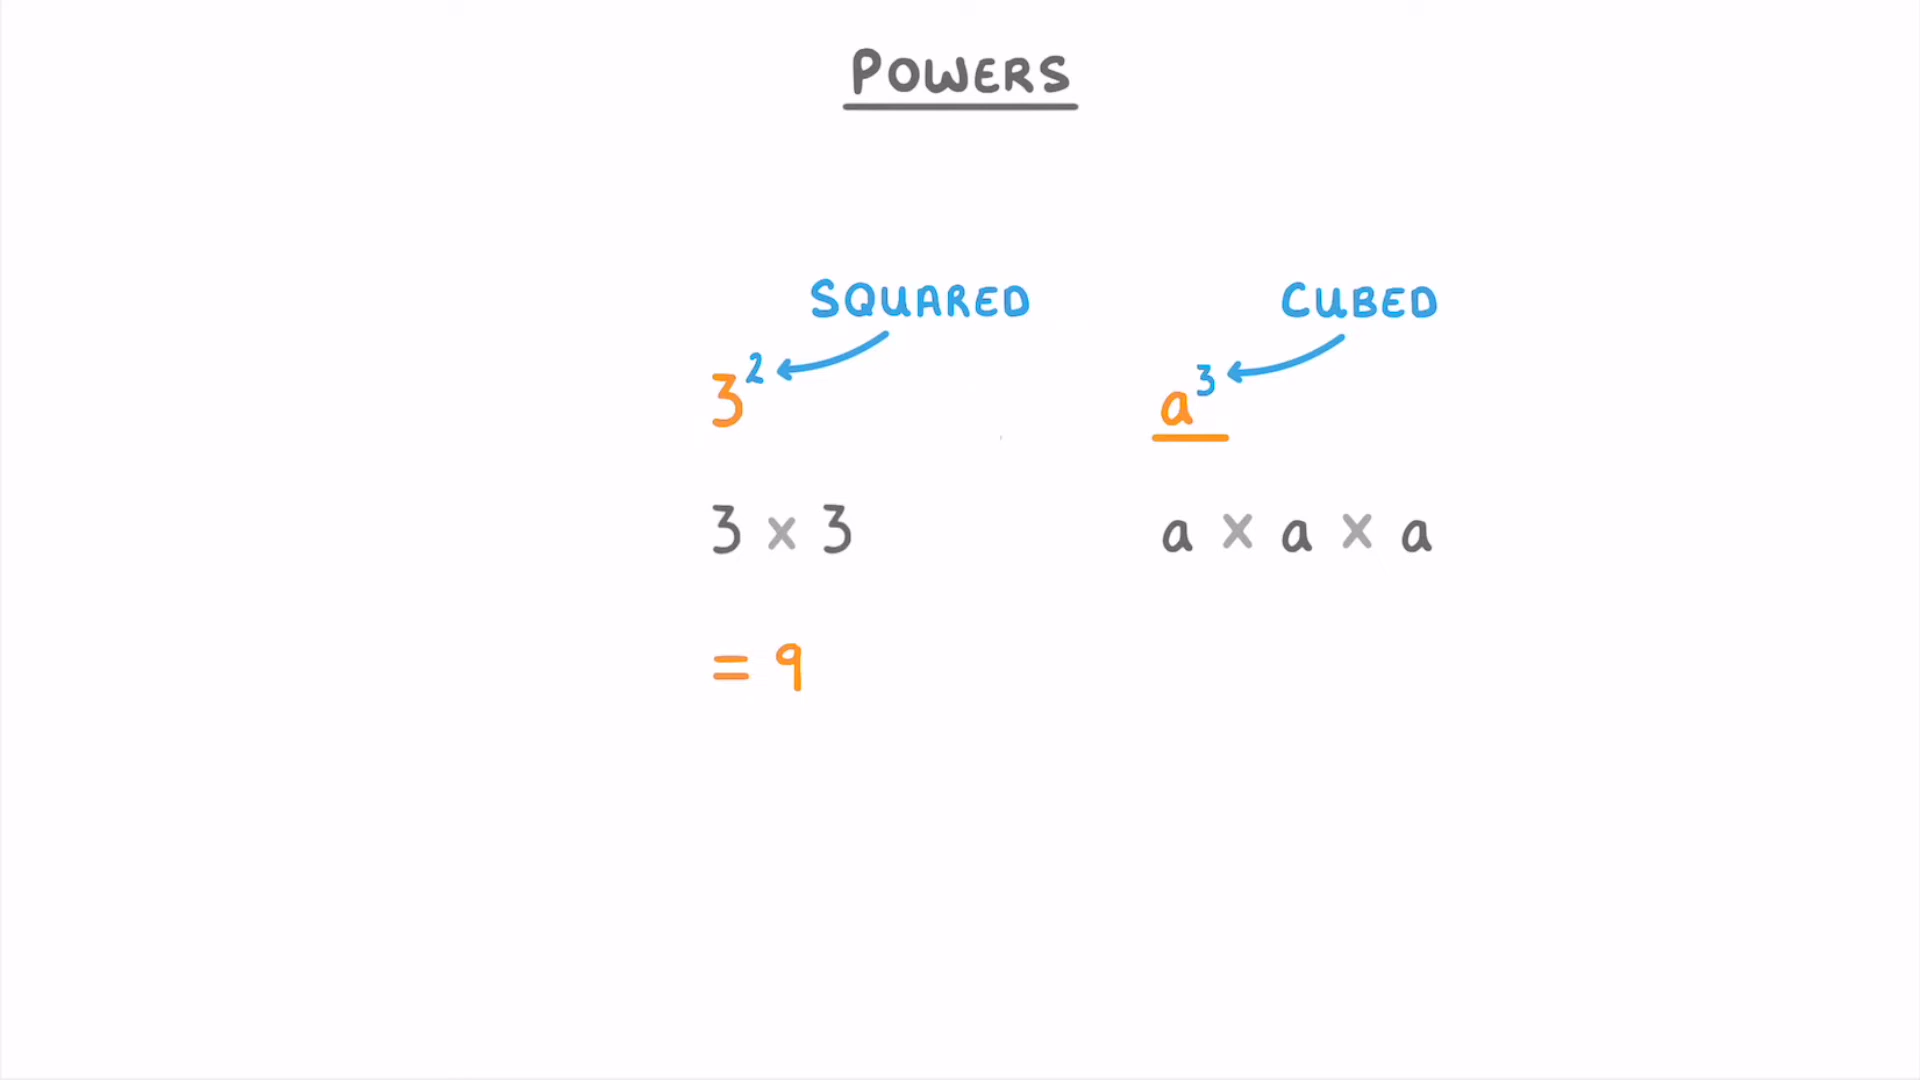 POWERS
SQUARED CUBED
3² a³
3 x 3 a x a x a
= 9